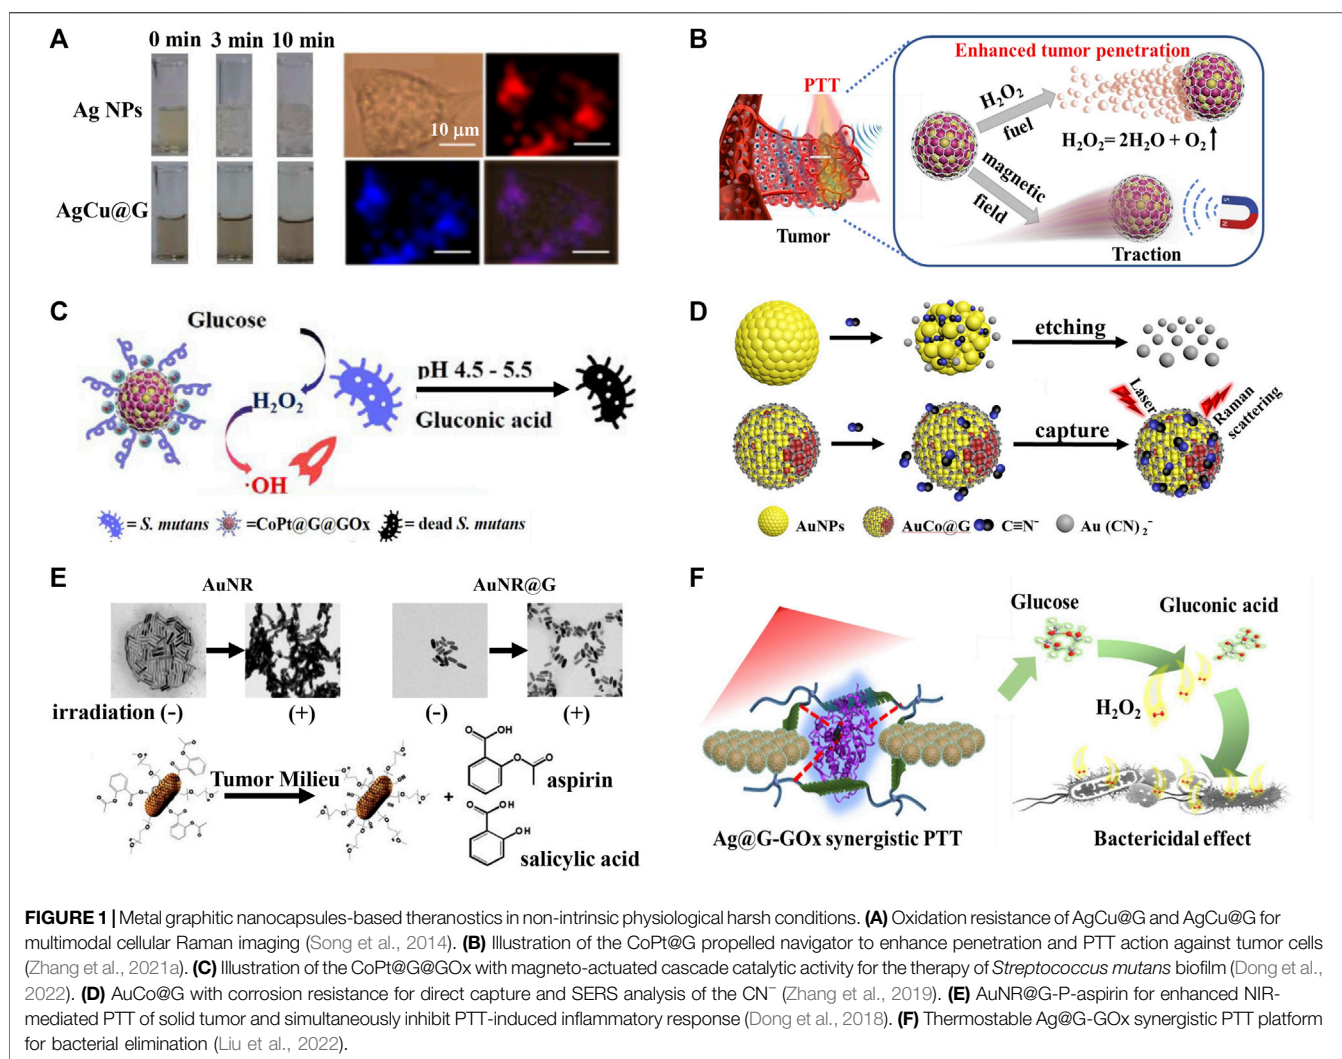 A
0 min 3 min 10 min
Ag NPs
AgCu@G
10 μm
B
Enhanced tumor penetration
PTT
H₂O₂
fuel
H₂O₂= 2H₂O + O₂
magnetic
field
S
N
Tumor
Traction
C
Glucose
H₂O₂
·OH
pH 4.5 - 5.5
Gluconic acid
= S. mutans =CoPt@G@GOx = dead S. mutans
D
etching
Laser
Raman
scattering
capture
AuNPs AuCo@G C≡N⁻ Au (CN)₂⁻
E
AuNR AuNR@G
irradiation (-) (+) (-) (+)
Tumor Milieu
+
aspirin
salicylic acid
F
Glucose
Gluconic acid
H₂O₂
Ag@G-GOx synergistic PTT
Bactericidal effect
FIGURE 1 | Metal graphitic nanocapsules-based theranostics in non-intrinsic physiological harsh conditions. (A) Oxidation resistance of AgCu@G and AgCu@G for
multimodal cellular Raman imaging (Song et al., 2014). (B) Illustration of the CoPt@G propelled navigator to enhance penetration and PTT action against tumor cells
(Zhang et al., 2021a). (C) Illustration of the CoPt@G@GOx with magneto-actuated cascade catalytic activity for the therapy of Streptococcus mutans biofilm (Dong et al.,
2022). (D) AuCo@G with corrosion resistance for direct capture and SERS analysis of the CN⁻ (Zhang et al., 2019). (E) AuNR@G-P-aspirin for enhanced NIR-
mediated PTT of solid tumor and simultaneously inhibit PTT-induced inflammatory response (Dong et al., 2018). (F) Thermostable Ag@G-GOx synergistic PTT platform
for bacterial elimination (Liu et al., 2022).